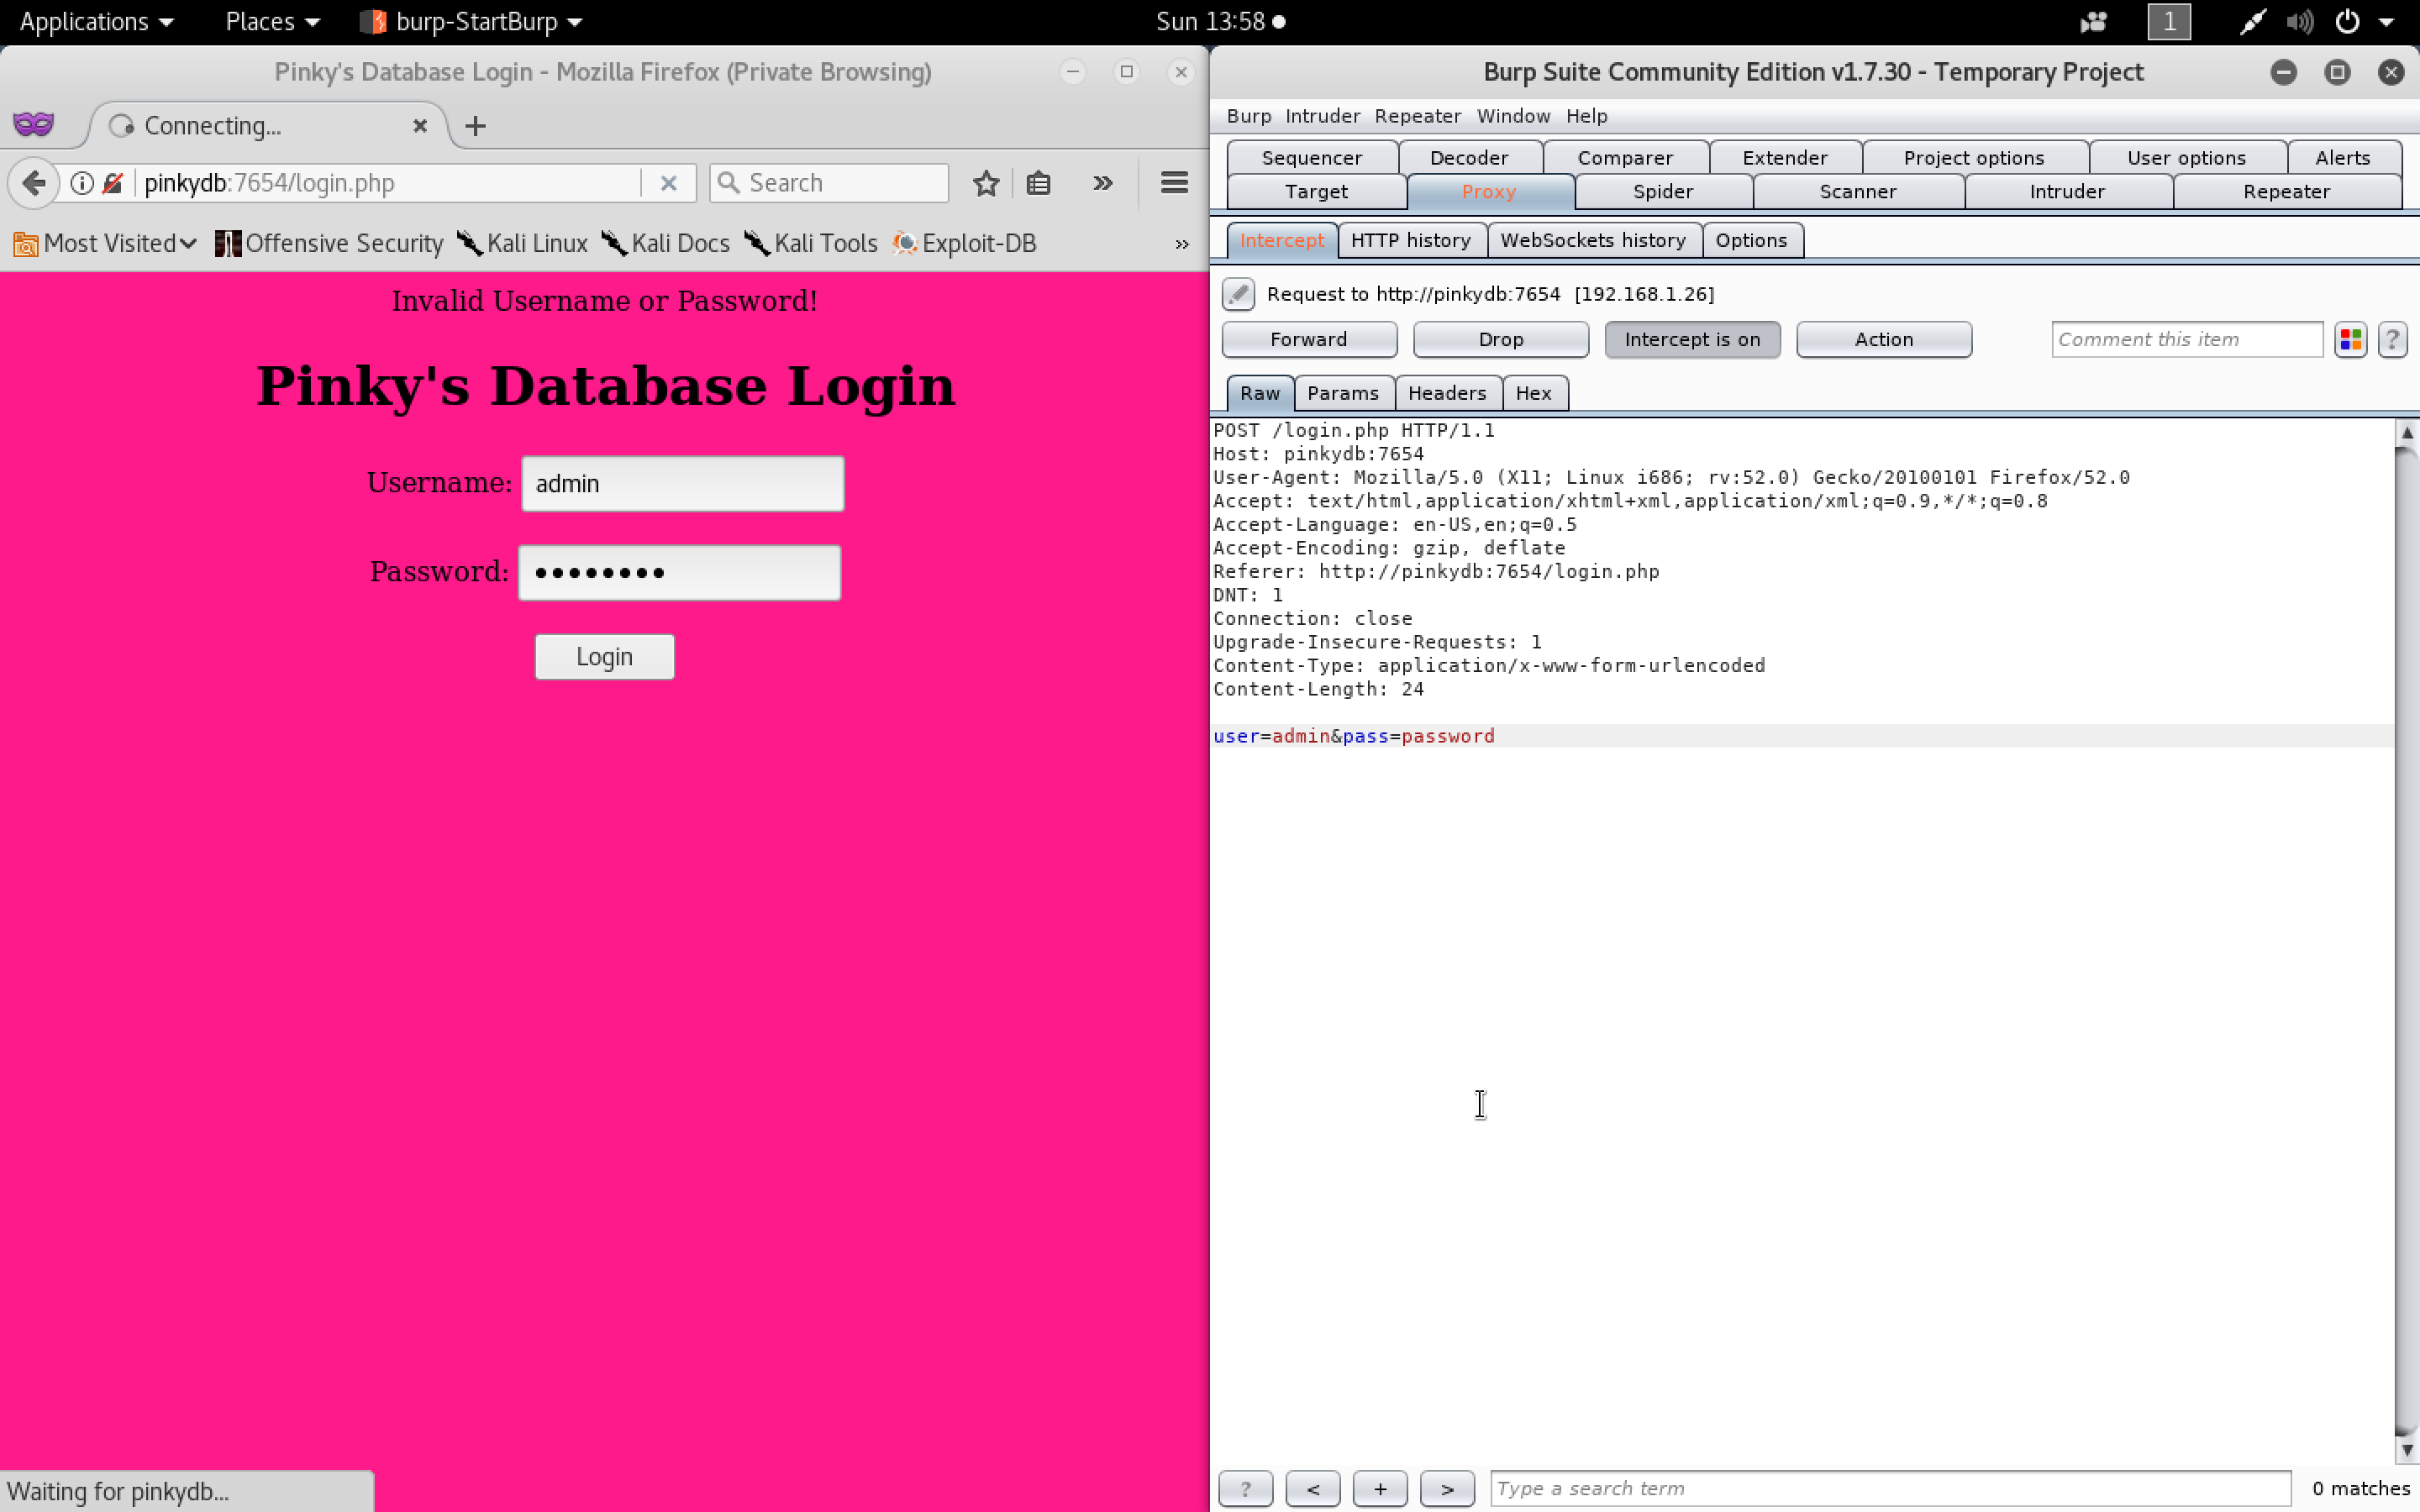 Applications Places burp-StartBurp Sun 13:58 1
Pinky's Database Login - Mozilla Firefox (Private Browsing)
Connecting...
pinkydb:7654/login.php Search
Most Visited Offensive Security Kali Linux Kali Docs Kali Tools Exploit-DB »
Invalid Username or Password!
Pinky's Database Login
Username: admin
Password: ••••••••
Login
Waiting for pinkydb...
Burp Suite Community Edition v1.7.30 - Temporary Project
Burp Intruder Repeater Window Help
Sequencer Decoder Comparer Extender Project options User options Alerts
Target Proxy Spider Scanner Intruder Repeater
Intercept HTTP history WebSockets history Options
Request to http://pinkydb:7654 [192.168.1.26]
Forward Drop Intercept is on Action Comment this item ?
Raw Params Headers Hex
POST /login.php HTTP/1.1
Host: pinkydb:7654
User-Agent: Mozilla/5.0 (X11; Linux i686; rv:52.0) Gecko/20100101 Firefox/52.0
Accept: text/html,application/xhtml+xml,application/xml;q=0.9,*/*;q=0.8
Accept-Language: en-US,en;q=0.5
Accept-Encoding: gzip, deflate
Referer: http://pinkydb:7654/login.php
DNT: 1
Connection: close
Upgrade-Insecure-Requests: 1
Content-Type: application/x-www-form-urlencoded
Content-Length: 24
user=admin&pass=password
? < + > Type a search term 0 matches